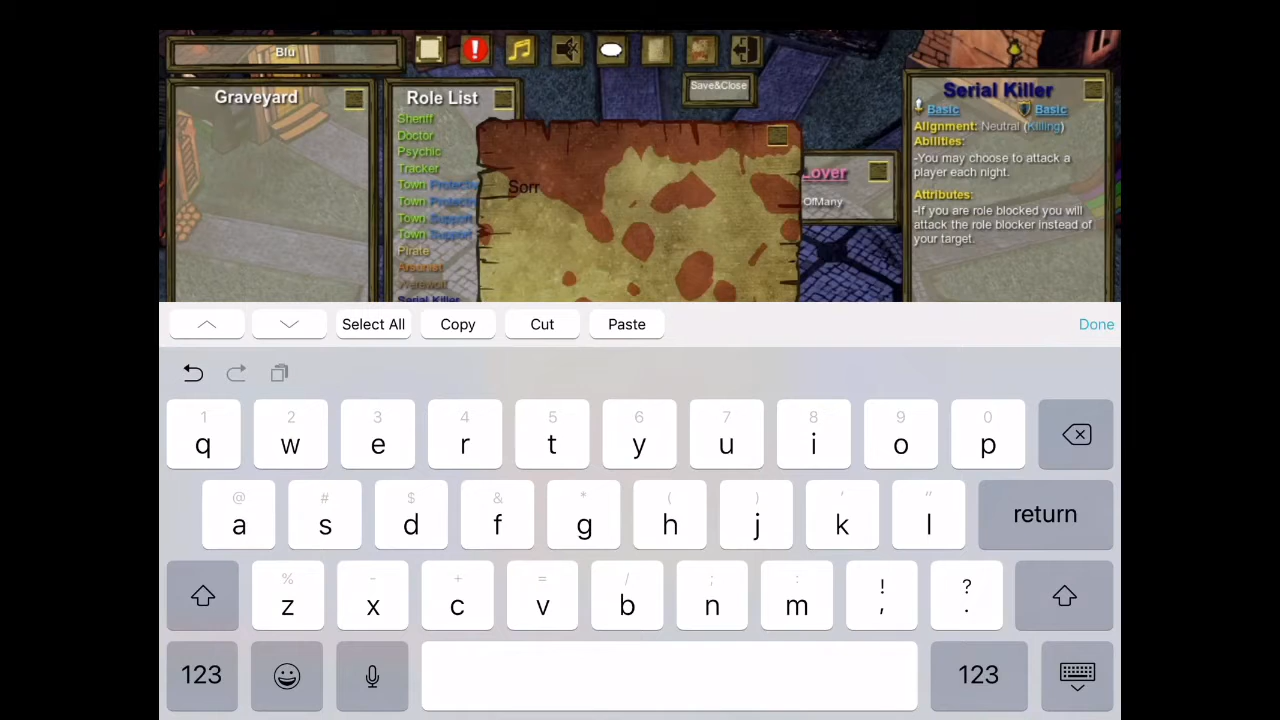 Blu
Graveyard
Role List
Sheriff
Doctor
Psychic
Tracker
Town Protective
Town Protective
Town Support
Town Support
Pirate
Arsonist
Werewolf
Serial Killer
Save&Close
Sorr
Lover
OfMany
Serial Killer
Basic Basic
Alignment: Neutral (Killing)
Abilities:
-You may choose to attack a
player each night.
Attributes:
-If you are role blocked you will
attack the role blocker instead of
your target.
Select All Copy Cut Paste Done
1 2 3 4 5 6 7 8 9 0
q w e r t y u i o p
@ # $ & * ( ) ' "
a s d f g h j k l return
% - + = / ; : ! ?
z x c v b n m , .
123 123